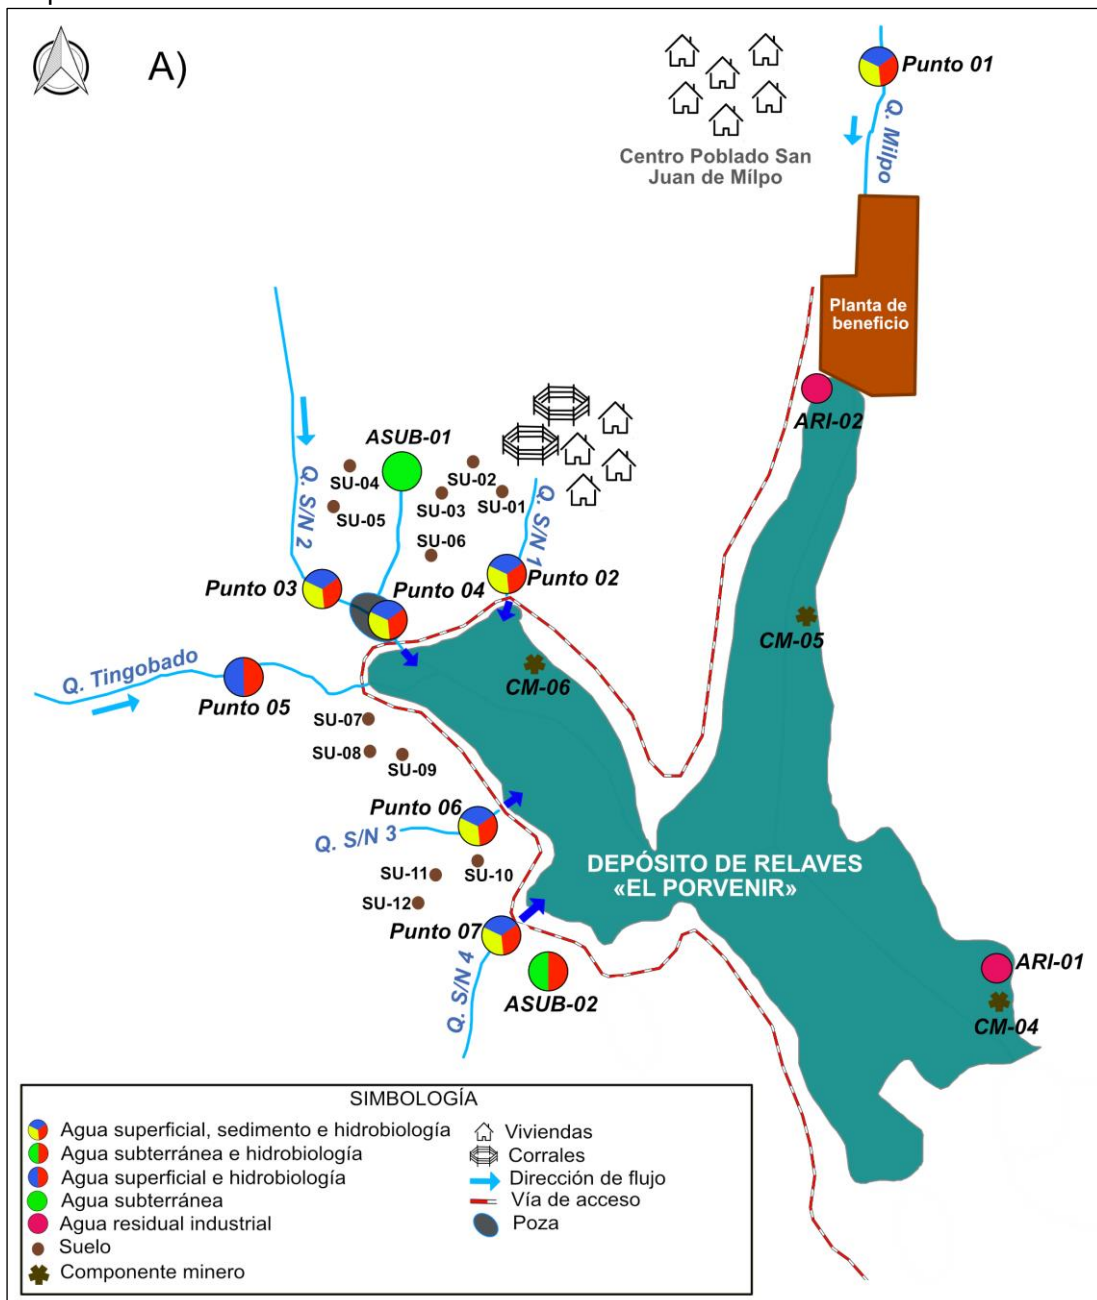 A)
Punto 01
Q. Milpo
Centro Poblado San
Juan de Mílpo
Planta de
beneficio
ARI-02
ASUB-01
SU-04
SU-02
SU-05
SU-03
SU-01
SU-06
Q. S/N 2
Q. S/N 1
Punto 03
Punto 04
Punto 02
CM-05
CM-06
Q. Tingobado
Punto 05
SU-07
SU-08
SU-09
Punto 06
Q. S/N 3
DEPÓSITO DE RELAVES
«EL PORVENIR»
SU-11
SU-10
SU-12
Punto 07
Q. S/N 4
ASUB-02
ARI-01
CM-04
SIMBOLOGÍA
Agua superficial, sedimento e hidrobiología
Agua subterránea e hidrobiología
Agua superficial e hidrobiología
Agua subterránea
Agua residual industrial
Suelo
Componente minero
Viviendas
Corrales
Dirección de flujo
Vía de acceso
Poza